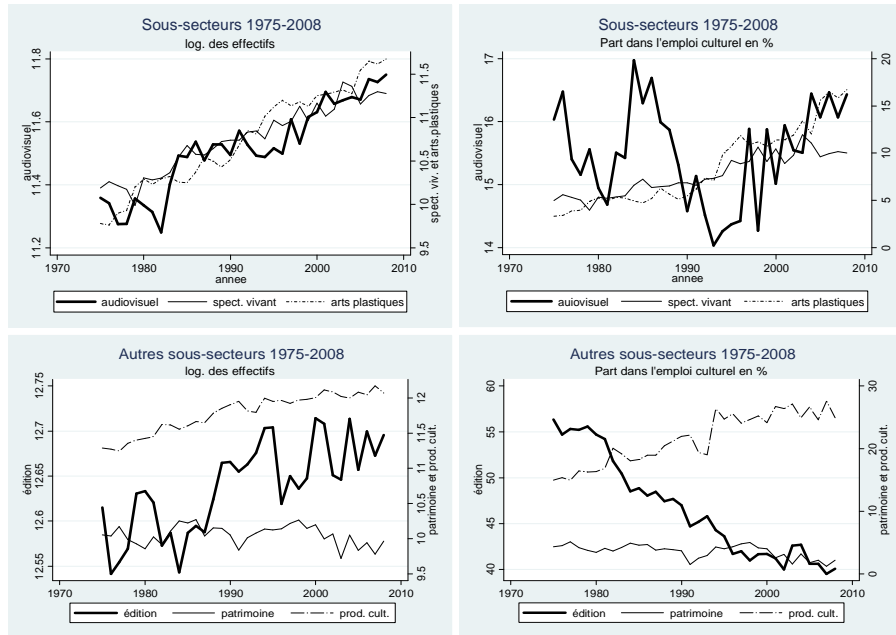 Sous-secteurs 1975-2008
log. des effectifs
audiovisuel
11.2 11.4 11.6 11.8
spect. viv. et arts.plastiques
9.5 10 10.5 11 11.5
1970 1980 1990 2000 2010
annee
audiovisuel spect. vivant arts plastiques
Sous-secteurs 1975-2008
Part dans l'emploi culturel en %
audiovisuel
14 15 16 17
0 5 10 15 20
1970 1980 1990 2000 2010
auiovisuel spect. vivant arts plastiques
Autres sous-secteurs 1975-2008
log. des effectifs
édition
12.55 12.6 12.65 12.7 12.75
patrimoine et prod. cult.
9.5 10 10.5 11 11.5 12
1970 1980 1990 2000 2010
édition patrimoine prod. cult.
Autres sous-secteurs 1975-2008
Part dans l'emploi culturel en %
édition
40 45 50 55 60
patrimoine et prod. cult.
0 10 20 30
1970 1980 1990 2000 2010
édition patrimoine prod. cult.